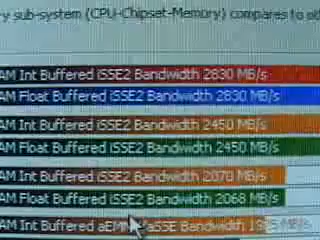 ry sub-system (CPU-Chipset-Memory) compares to
AM Int Buffered iSSE2 Bandwidth 2830 MB/s
AM Float Buffered iSSE2 Bandwidth 2830 MB/s
AM Int Buffered iSSE2 Bandwidth 2450 MB/s
AM Float Buffered iSSE2 Bandwidth 2450 MB/s
AM Int Buffered iSSE2 Bandwidth 2070 MB/s
AM Float Buffered iSSE2 Bandwidth 2068 MB/s
AM Int Buffered Bandwidth MB/s